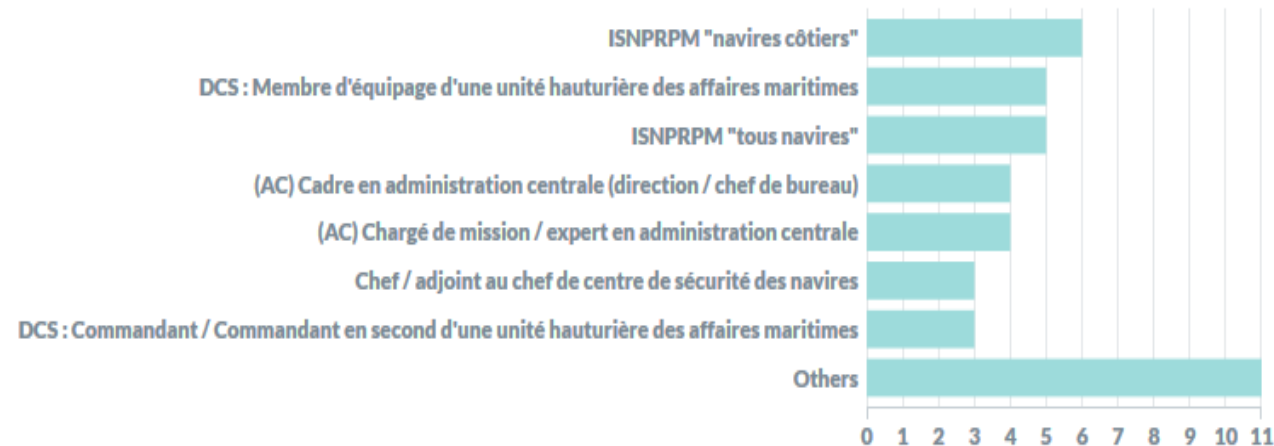 ISNPRPM "navires côtiers"
DCS : Membre d'équipage d'une unité hauturière des affaires maritimes
ISNPRPM "tous navires"
(AC) Cadre en administration centrale (direction / chef de bureau)
(AC) Chargé de mission / expert en administration centrale
Chef / adjoint au chef de centre de sécurité des navires
DCS : Commandant / Commandant en second d'une unité hauturière des affaires maritimes
Others
0 1 2 3 4 5 6 7 8 9 10 11